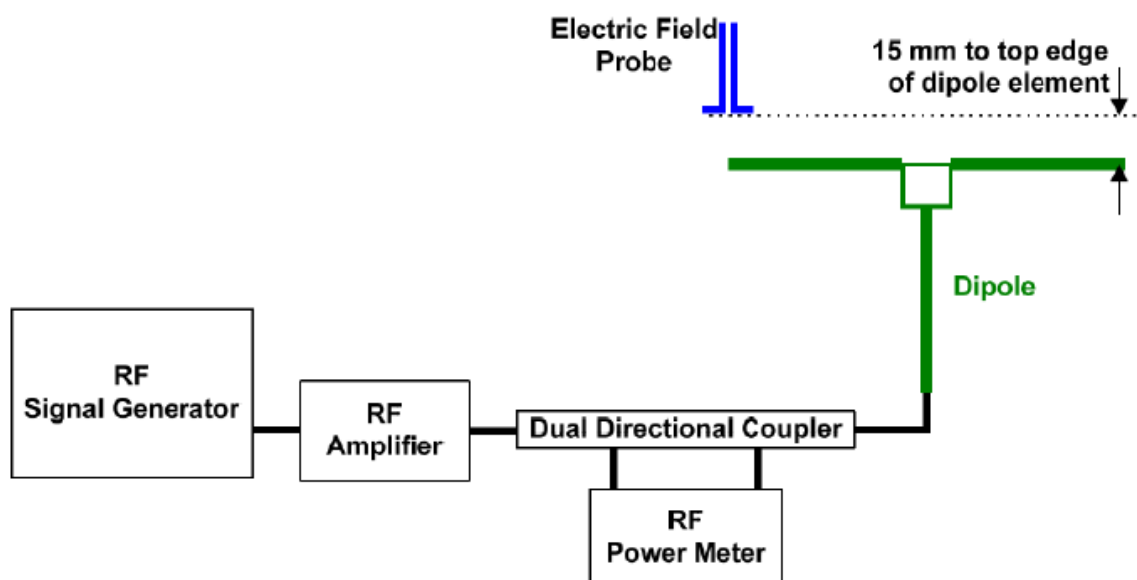 Electric Field
Probe
15 mm to top edge
of dipole element
Dipole
RF
Signal Generator
RF
Amplifier
Dual Directional Coupler
RF
Power Meter